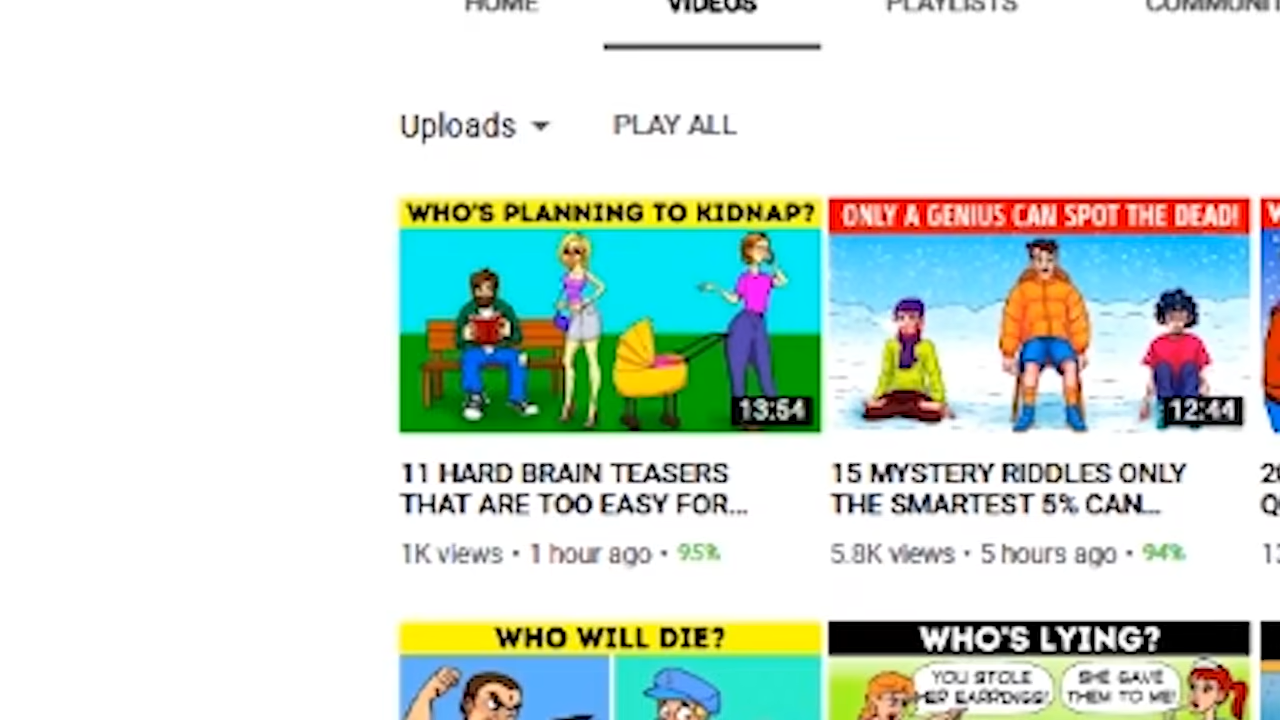 HOME VIDEOS PLAYLISTS
Uploads PLAY ALL
WHO'S PLANNING TO KIDNAP? ONLY A GENIUS CAN SPOT THE DEAD!
13:54 12:44
11 HARD BRAIN TEASERS 15 MYSTERY RIDDLES ONLY
THAT ARE TOO EASY FOR... THE SMARTEST 5% CAN...
1K views • 1 hour ago • 95% 5.8K views • 5 hours ago • 94%
WHO WILL DIE? WHO'S LYING?
YOU STOLE SHE GAVE
HER EARRINGS! THEM TO ME!